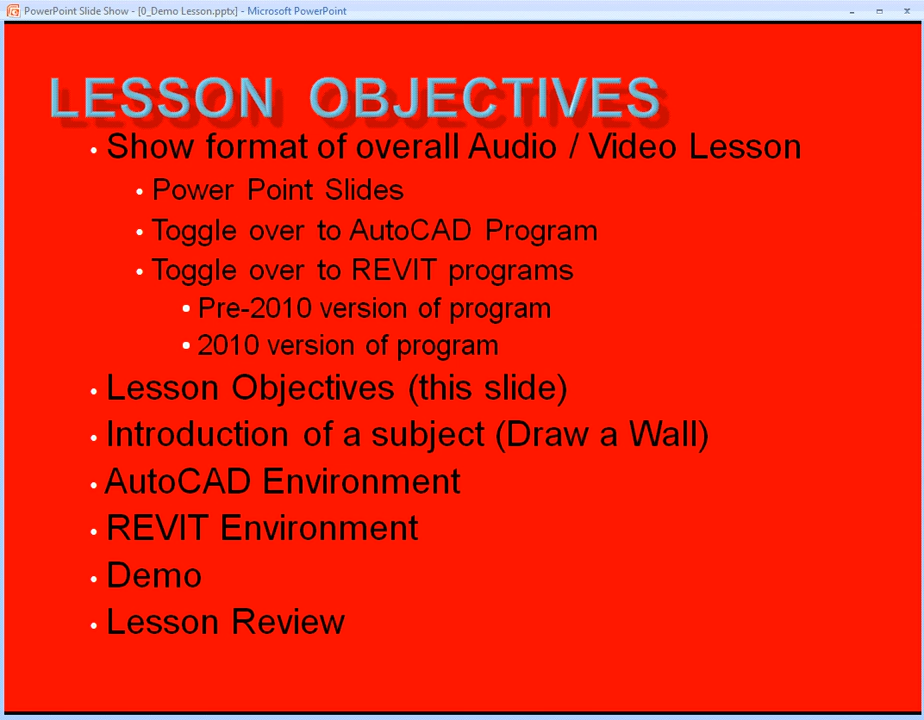 PowerPoint Slide Show - [0_Demo Lesson.pptx] - Microsoft PowerPoint
LESSON OBJECTIVES
• Show format of overall Audio / Video Lesson
• Power Point Slides
• Toggle over to AutoCAD Program
• Toggle over to REVIT programs
• Pre-2010 version of program
• 2010 version of program
• Lesson Objectives (this slide)
• Introduction of a subject (Draw a Wall)
• AutoCAD Environment
• REVIT Environment
• Demo
• Lesson Review